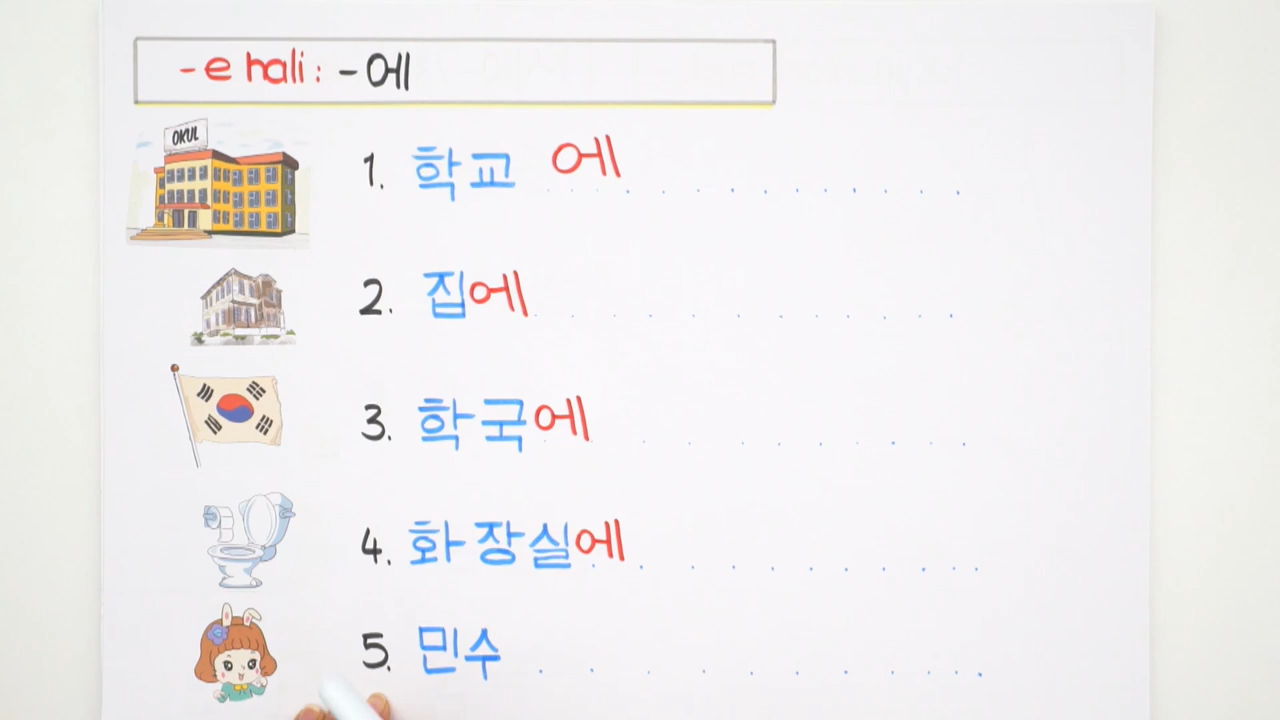 -e hali: -에
OKUL
1. 학교 에
2. 집에
3. 학국에
4. 화장실에
5. 민수